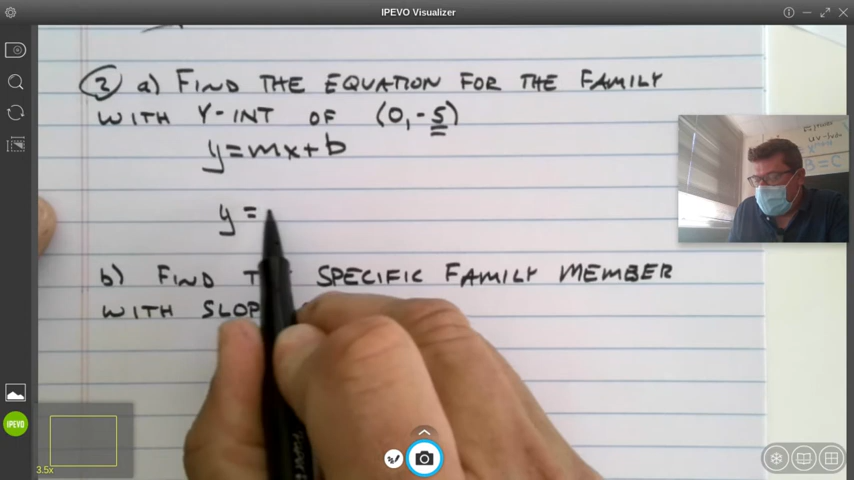 IPEVO Visualizer
2 a) FIND THE EQUATION FOR THE FAMILY
WITH Y-INT OF (0, -5)
y = mx + b
y =
b) FIND SPECIFIC FAMILY MEMBER
WITH SLOP
IPEVO
3.5x